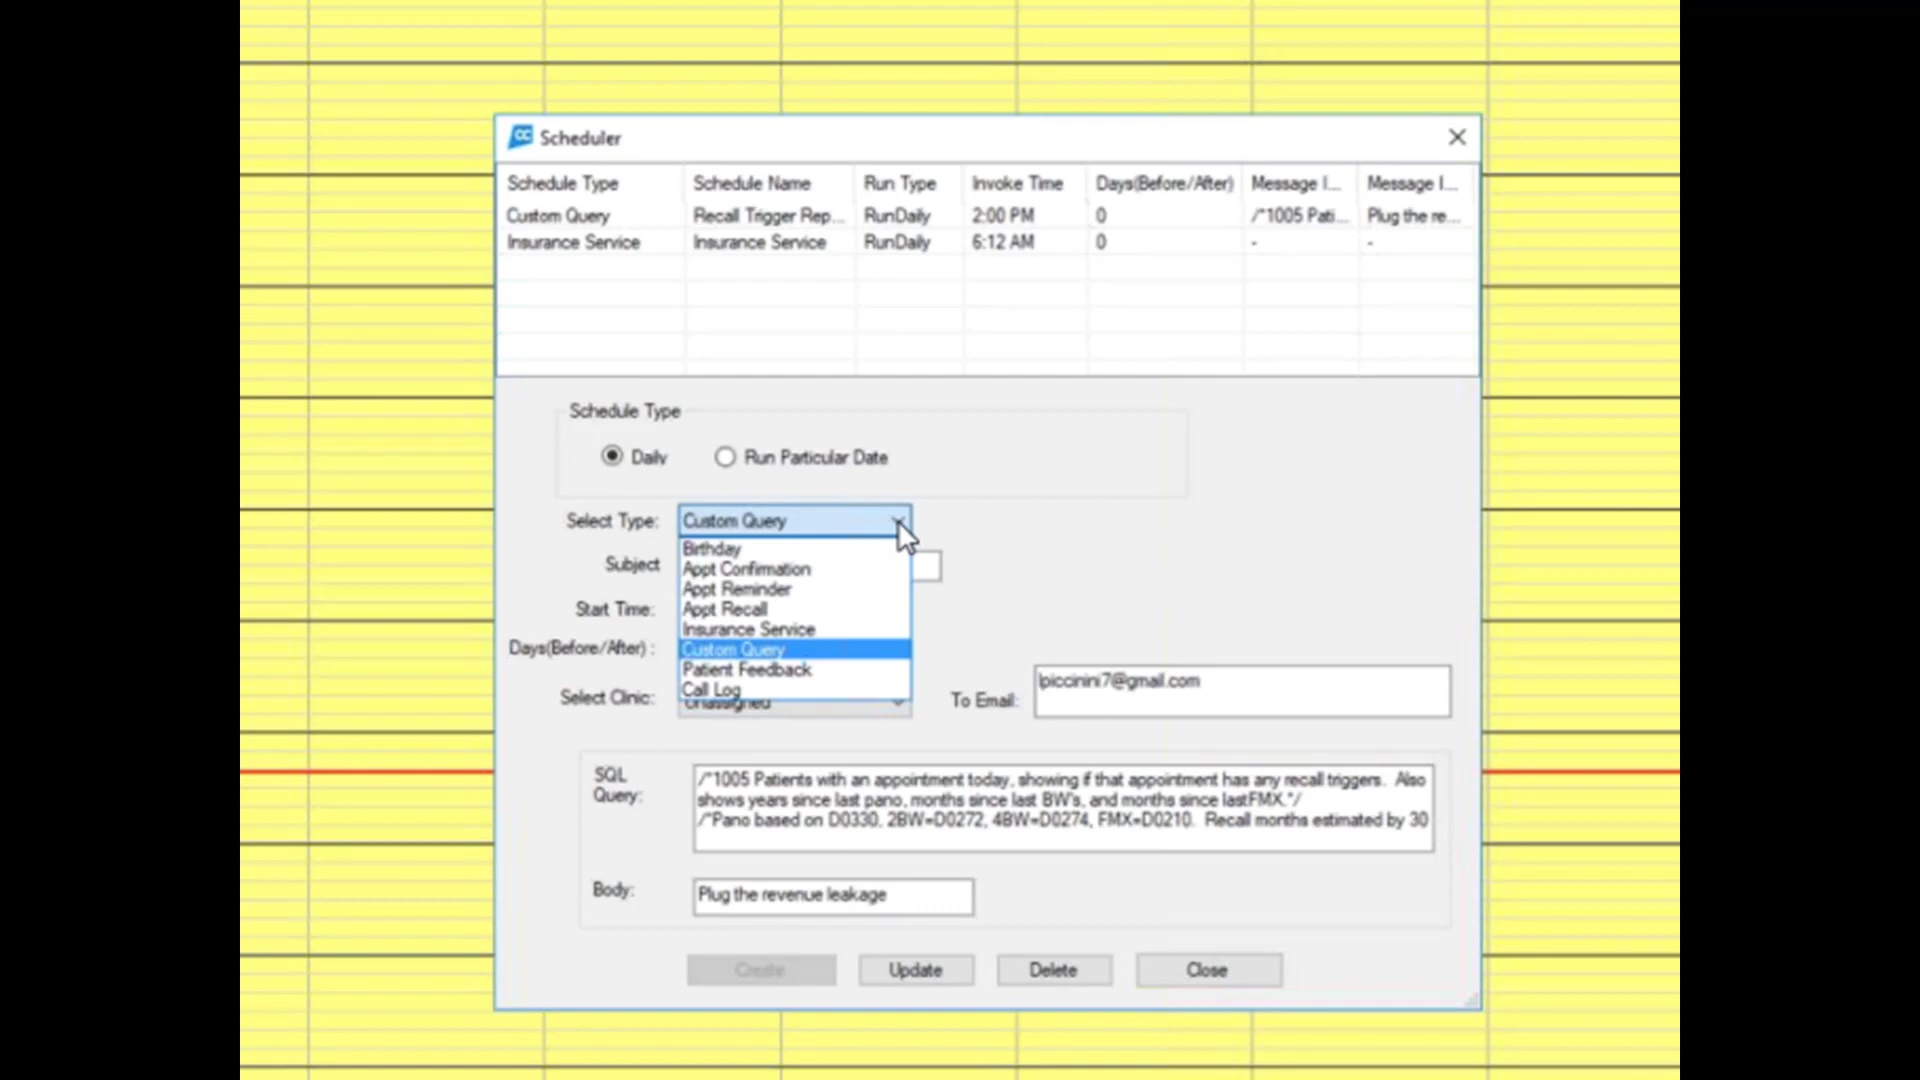 Scheduler
Schedule Type Schedule Name Run Type Invoke Time Days(Before/After) Message I... Message I...
Custom Query Recall Trigger Rep... RunDaily 2:00 PM 0 /*1005 Pati... Plug the re...
Insurance Service Insurance Service RunDaily 6:12 AM 0 - -
Schedule Type
Daily Run Particular Date
Select Type: Custom Query
Birthday
Subject
Appt Confirmation
Appt Reminder
Start Time: Appt Recall
Insurance Service
Days(Before/After) : Custom Query
Patient Feedback
Call Log
Select Clinic: Unassigned To Email: lpiccinini7@gmail.com
SQL Query:
/*1005 Patients with an appointment today, showing if that appointment has any recall triggers. Also
shows years since last pano, months since last BW's, and months since lastFMX.*/
/*Pano based on D0330, 2BW=D0272, 4BW=D0274, FMX=D0210. Recall months estimated by 30
Body: Plug the revenue leakage
Create Update Delete Close